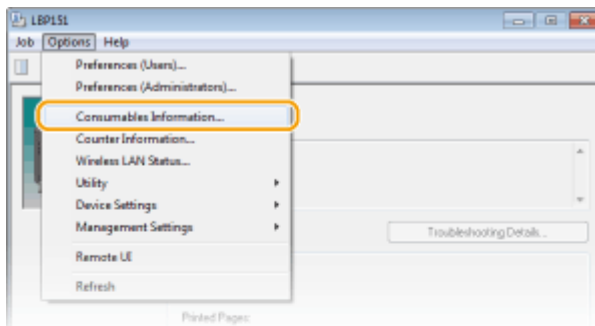 LBP151
Job Options Help
Preferences (Users)...
Preferences (Administrators)...
Consumables Information...
Counter Information...
Wireless LAN Status...
Utility
Device Settings
Management Settings
Troubleshooting Details...
Remote UI
Refresh
Printed Pages: